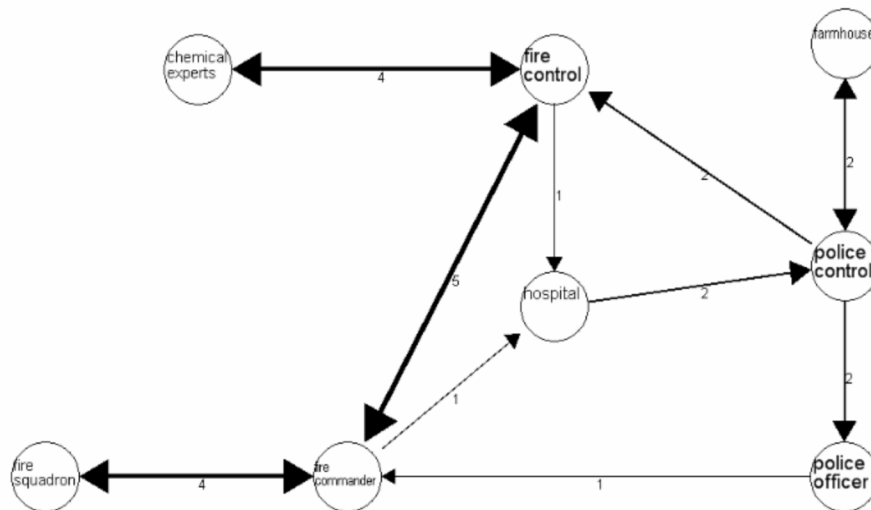 farmhouse
chemical
experts
fire
control
4
2
1
2
police
control
5
hospital
2
1
2
fire
squadron
fire
commander
police
officer
4
1